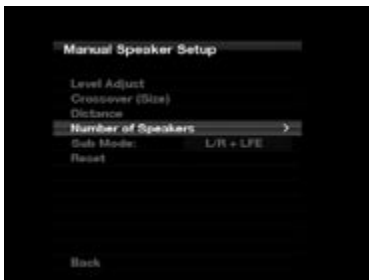 Manual Speaker Setup
Level Adjust
Crossover (Size)
Distance
Number of Speakers >
Sub Mode: L/R + LFE
Reset
Back